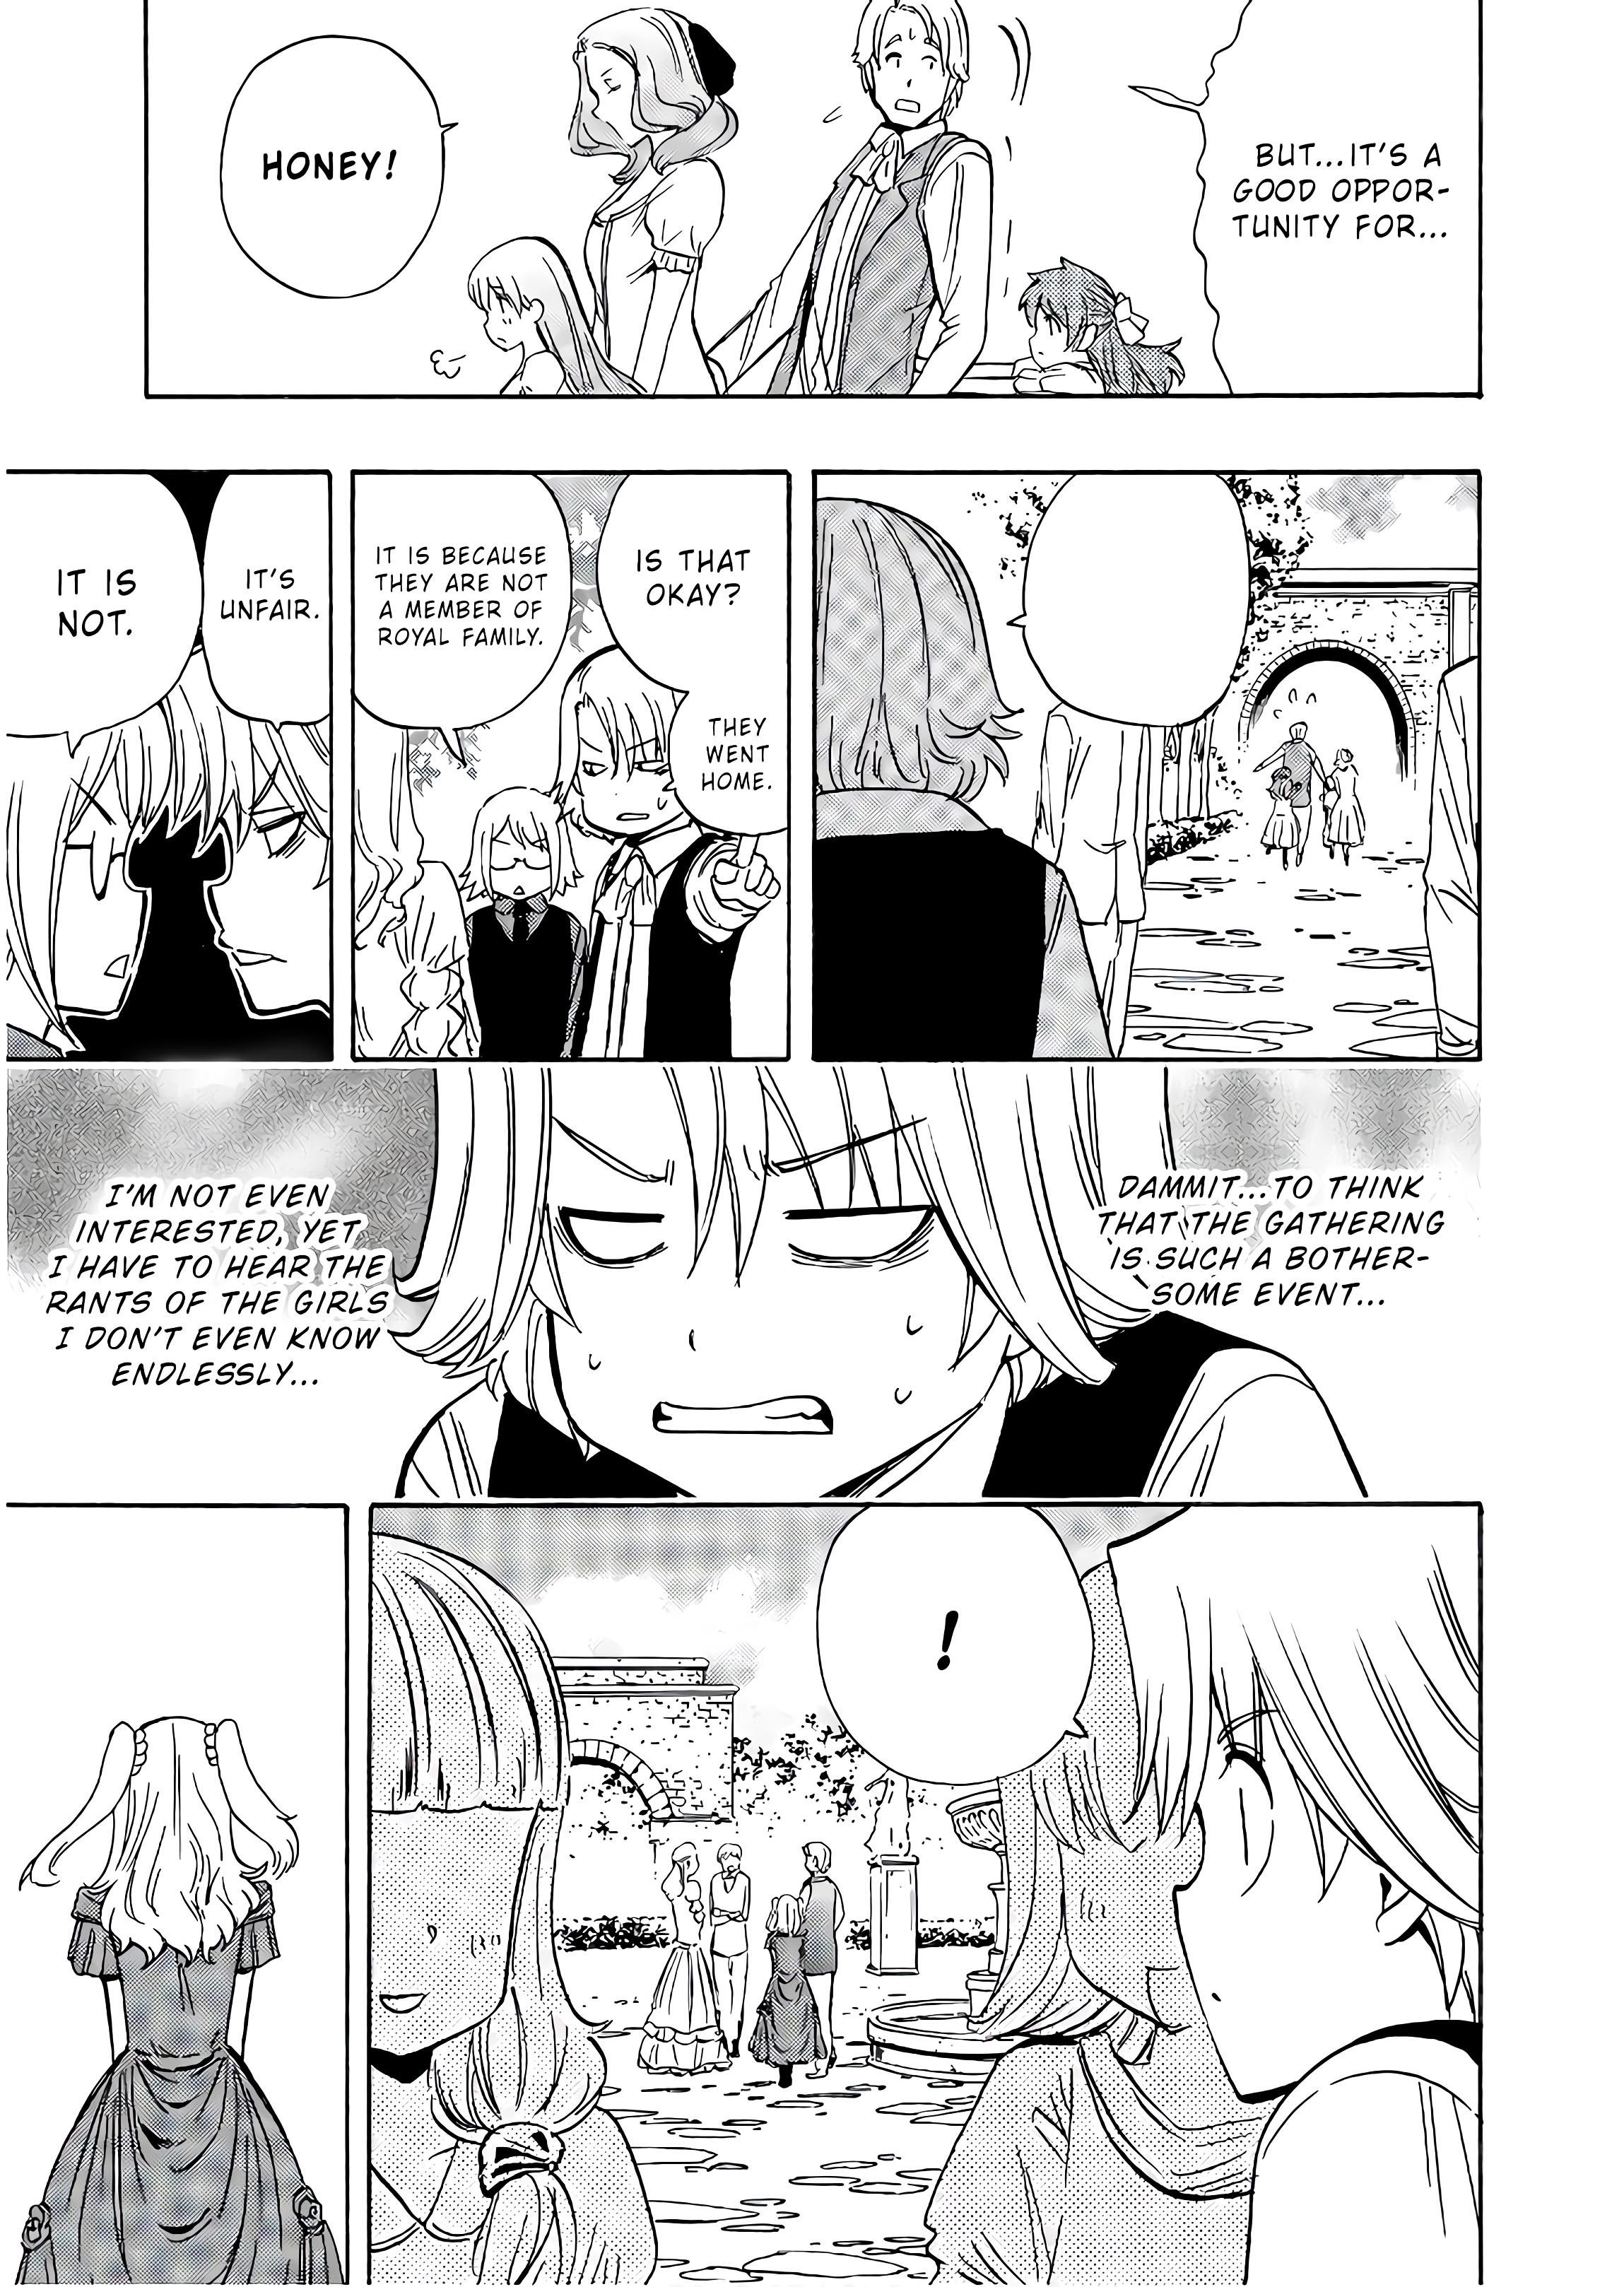 BUT...IT'S A
GOOD OPPOR-
TUNITY FOR...
HONEY!
IS THAT
OKAY?
THEY
WENT
HOME.
IT IS BECAUSE
THEY ARE NOT
A MEMBER OF
ROYAL FAMILY.
IT'S
UNFAIR.
IT IS
NOT.
DAMMIT...TO THINK
THAT THE GATHERING
IS SUCH A BOTHER-
SOME EVENT...
I'M NOT EVEN
INTERESTED, YET
I HAVE TO HEAR THE
RANTS OF THE GIRLS
I DON'T EVEN KNOW
ENDLESSLY...
!